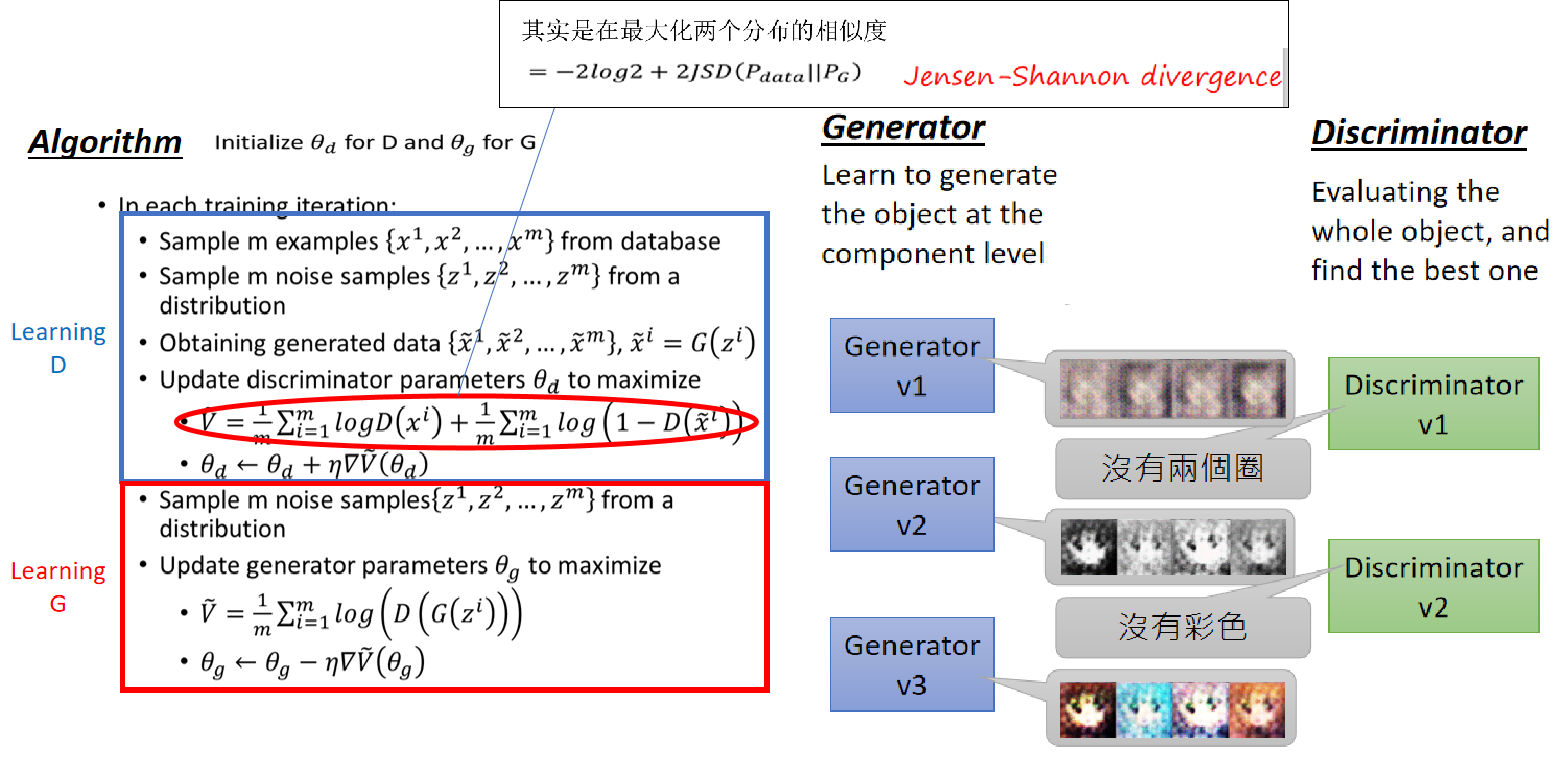 其实是在最大化两个分布的相似度
= −2log2 + 2JSD(P_data||P_G) Jensen-Shannon divergence
Algorithm Initialize θ_d for D and θ_g for G
• In each training iteration:
Learning
D
• Sample m examples {x^1, x^2, …, x^m} from database
• Sample m noise samples {z^1, z^2, …, z^m} from a
distribution
• Obtaining generated data {x̃^1, x̃^2, …, x̃^m}, x̃^i = G(z^i)
• Update discriminator parameters θ_d to maximize
• Ṽ = 1/m ∑_{i=1}^m logD(x^i) + 1/m ∑_{i=1}^m log(1 − D(x̃^i))
• θ_d ← θ_d + η∇Ṽ(θ_d)
Learning
G
• Sample m noise samples{z^1, z^2, …, z^m} from a
distribution
• Update generator parameters θ_g to maximize
• Ṽ = 1/m ∑_{i=1}^m log(D(G(z^i)))
• θ_g ← θ_g − η∇Ṽ(θ_g)
Generator
Learn to generate
the object at the
component level
Discriminator
Evaluating the
whole object, and
find the best one
Generator
v1
Discriminator
v1
沒有兩個圈
Generator
v2
Discriminator
v2
沒有彩色
Generator
v3